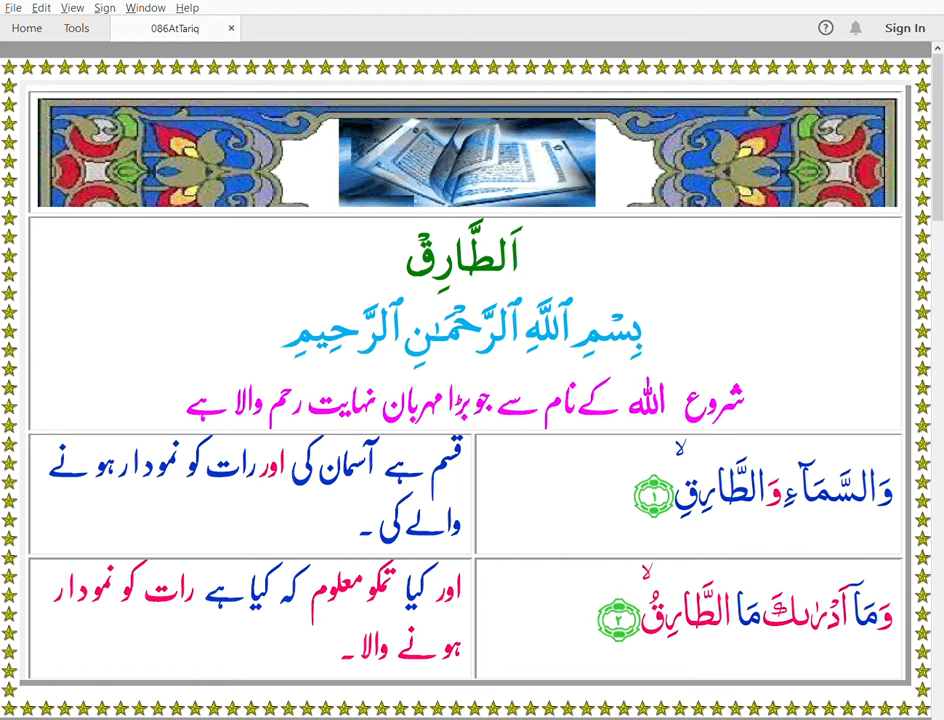 File Edit View Sign Window Help
Home Tools 086AtTariq × ? Sign In
اَلطَّارِقْ
بِسْمِ ٱللَّهِ ٱلرَّحْمَـٰنِ ٱلرَّحِيمِ
شروع الله کے نام سے جو بڑا مہربان نہایت رحم والا ہے
وَالسَّمَآءِ وَالطَّارِقِ ۙ ﴿۱﴾
قسم ہے آسمان کی اور رات کو نمودار ہونے
والے کی ۔
وَمَآ اَدْرٰىكَ مَا الطَّارِقُ ۙ ﴿۲﴾
اور کیا تمکو معلوم کہ کیا ہے رات کو نمودار
ہونے والا ۔